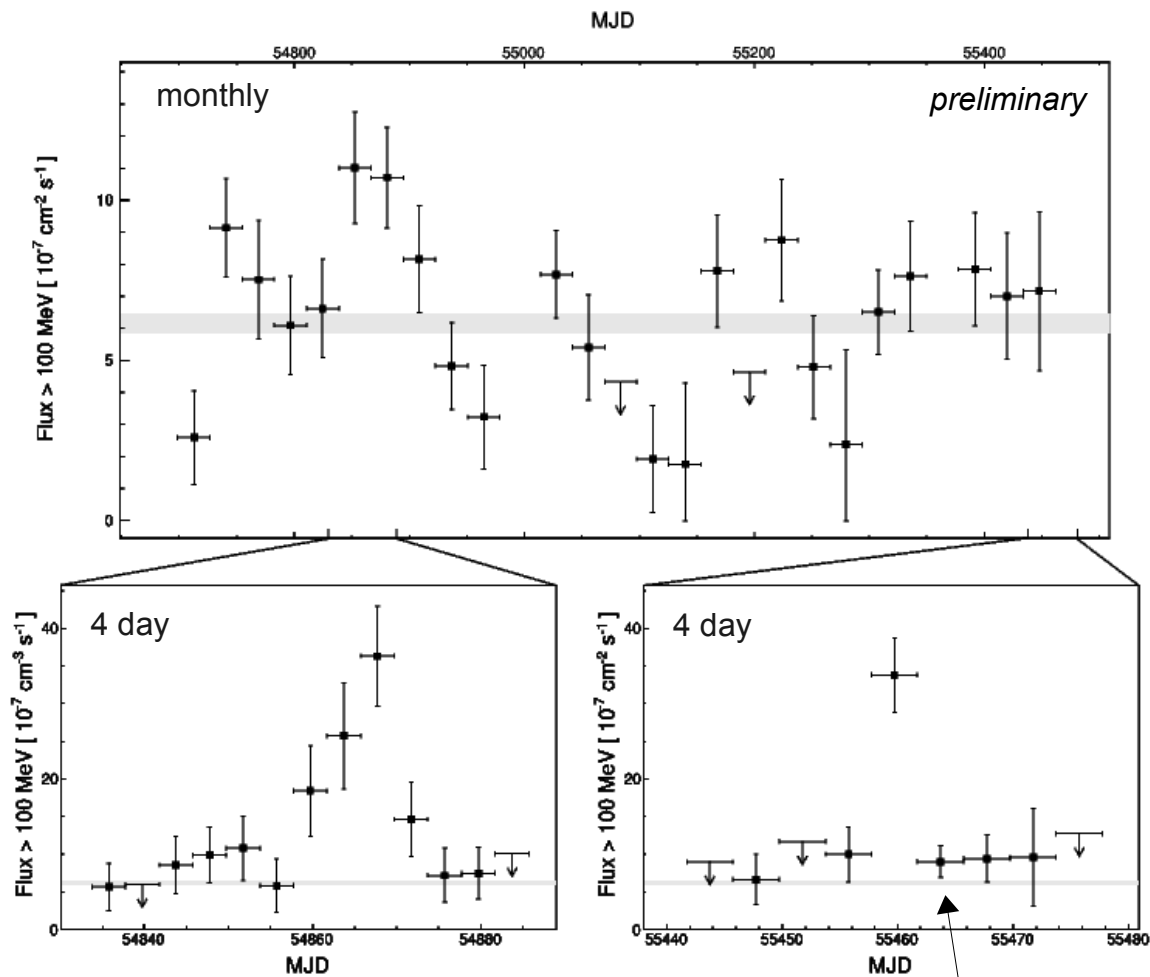 MJD
54800 55000 55200 55400
monthly preliminary
Flux > 100 MeV [ 10⁻⁷ cm⁻² s⁻¹ ]
10
5
0
4 day
Flux > 100 MeV [ 10⁻⁷ cm⁻³ s⁻¹ ]
40
20
0
54840 54860 54880
MJD
4 day
Flux > 100 MeV [ 10⁻⁷ cm⁻² s⁻¹ ]
40
20
0
55440 55450 55460 55470 55480
MJD